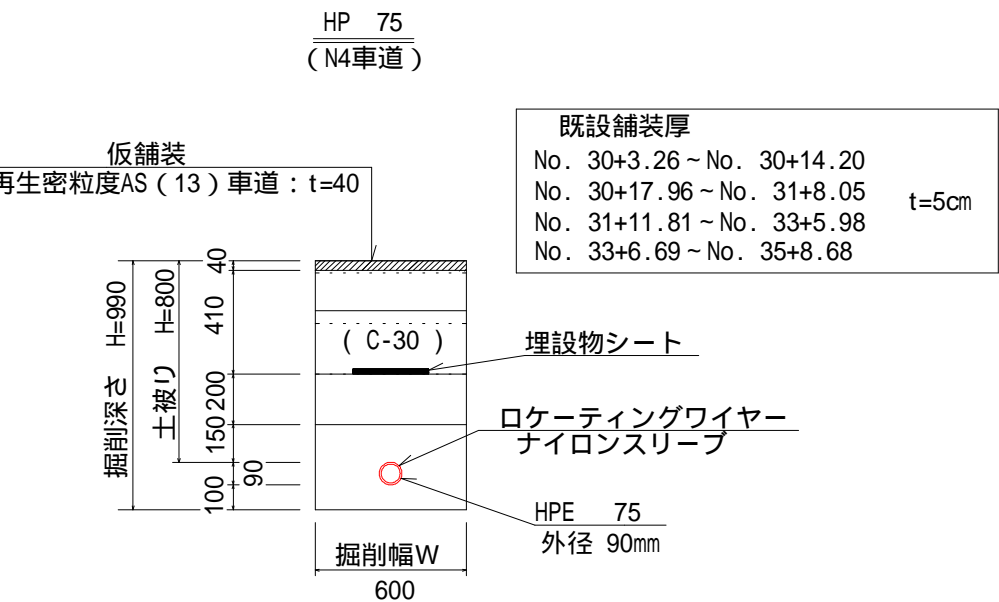 HP 75
(N4車道)
既設舗装厚
No. 30+3.26～No. 30+14.20
No. 30+17.96～No. 31+8.05
No. 31+11.81～No. 33+5.98
No. 33+6.69～No. 35+8.68
t=5cm
仮舗装
再生密粒度AS(13)車道：t=40
掘削深さ H=990
土被り H=800
40
410
200
150
90
100
(C-30)
埋設物シート
ロケーティングワイヤー
ナイロンスリーブ
HPE 75
外径 90mm
掘削幅W
600